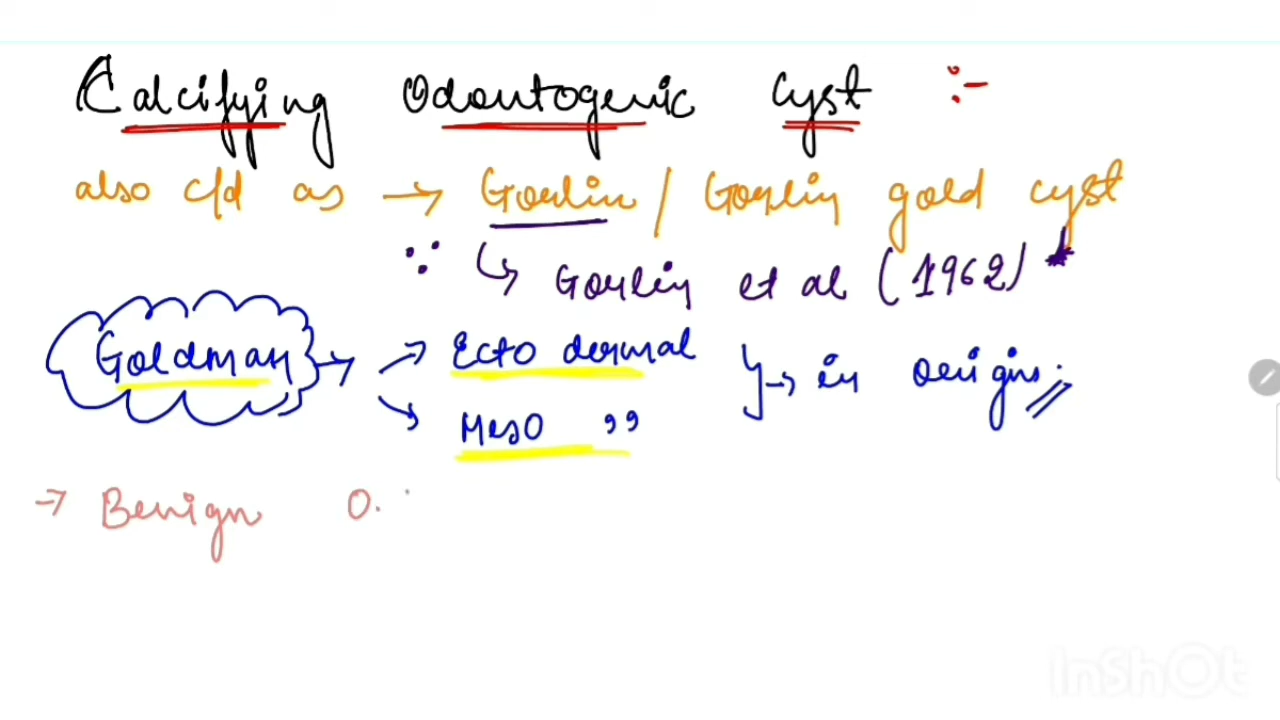 Calcifying Odontogenic Cyst :-
also c/d as → Gorlin / Gorlin gold cyst
∵ ↳ Gorlin et al (1962) *
Goldman → Ecto dermal
Meso ,, } → in origin.
→ Benign O.
InShOt